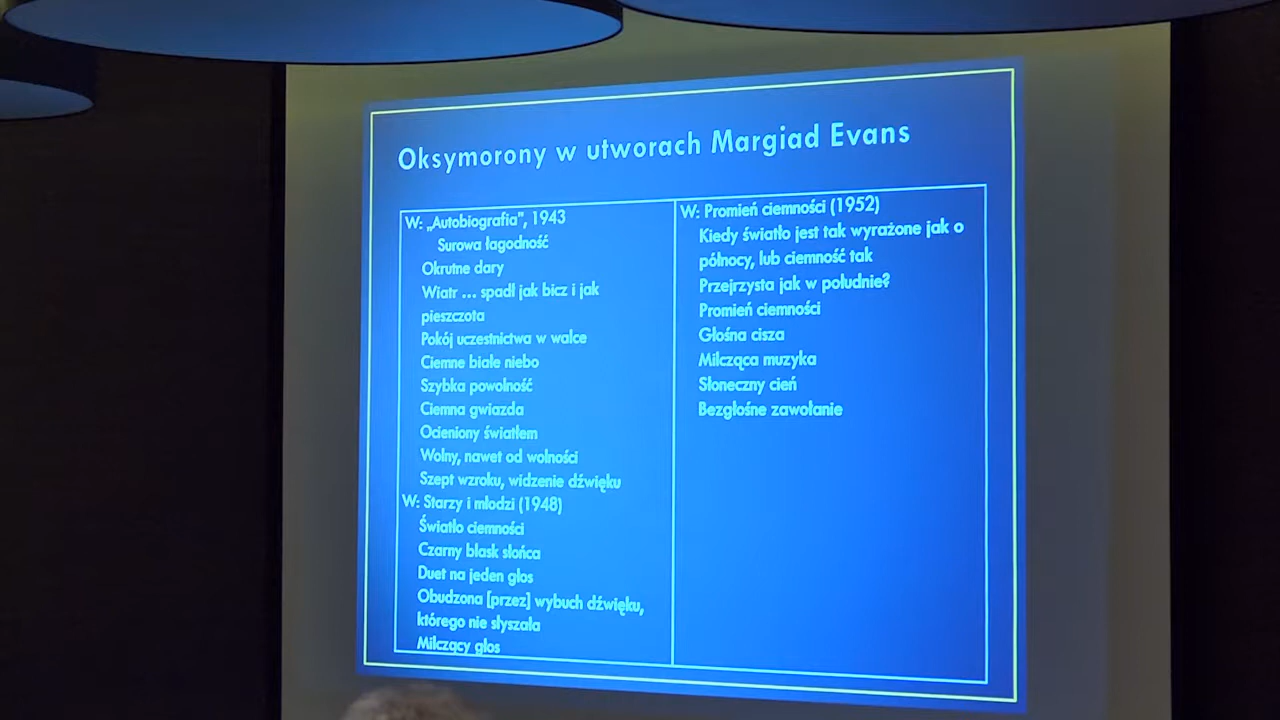 Oksymorony w utworach Margiad Evans
W: „Autobiografia", 1943
Surowa łagodność
Okrutne dary
Wiatr ... spadł jak bicz i jak
pieszczota
Pokój uczestnictwa w walce
Ciemne białe niebo
Szybka powolność
Ciemna gwiazda
Ocieniony światłem
Wolny, nawet od wolności
Szept wzroku, widzenie dźwięku
W: Starzy i młodzi (1948)
Światło ciemności
Czarny blask słońca
Duet na jeden głos
Obudzona [przez] wybuch dźwięku,
którego nie słyszała
Milczący głos
W: Promień ciemności (1952)
Kiedy światło jest tak wyrażone jak o
północy, lub ciemność tak
Przejrzysta jak w południe?
Promień ciemności
Głośna cisza
Milcząca muzyka
Słoneczny cień
Bezgłośne zawołanie